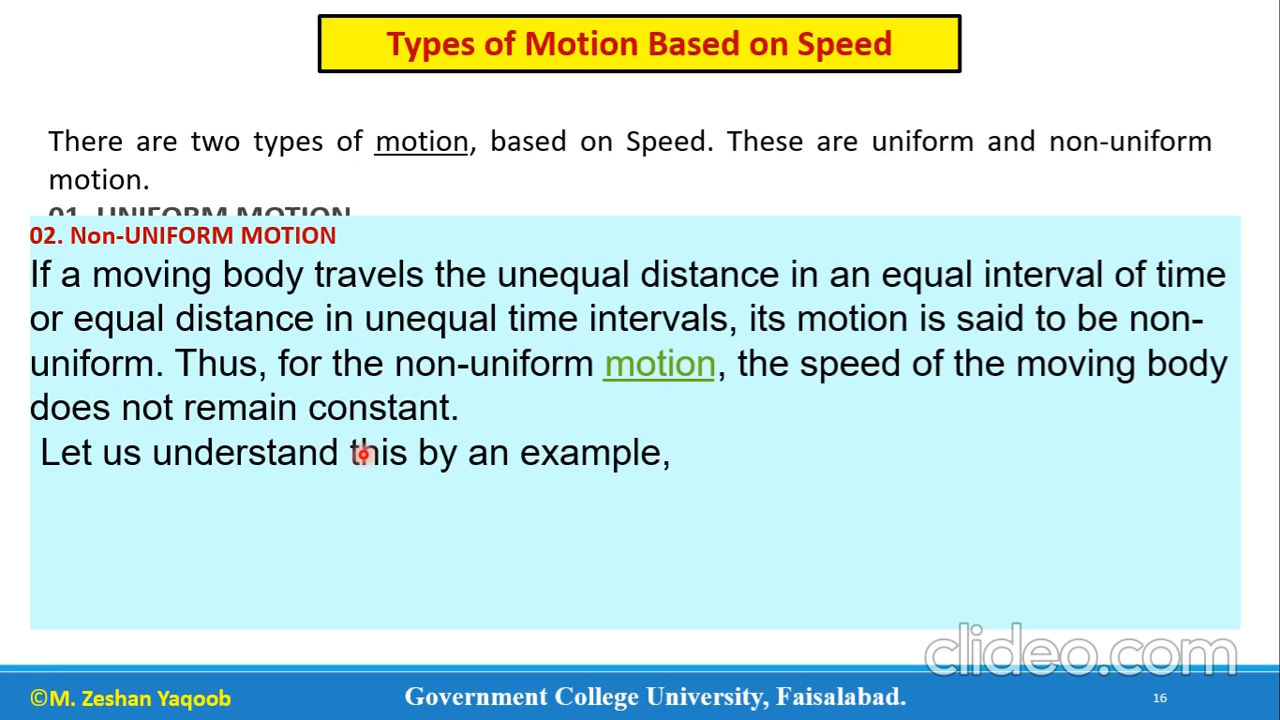 Types of Motion Based on Speed
There are two types of motion, based on Speed. These are uniform and non-uniform
motion.
01. UNIFORM MOTION
02. Non-UNIFORM MOTION
If a moving body travels the unequal distance in an equal interval of time
or equal distance in unequal time intervals, its motion is said to be non-
uniform. Thus, for the non-uniform motion, the speed of the moving body
does not remain constant.
Let us understand this by an example,
clideo.com
©M. Zeshan Yaqoob
Government College University, Faisalabad.
16